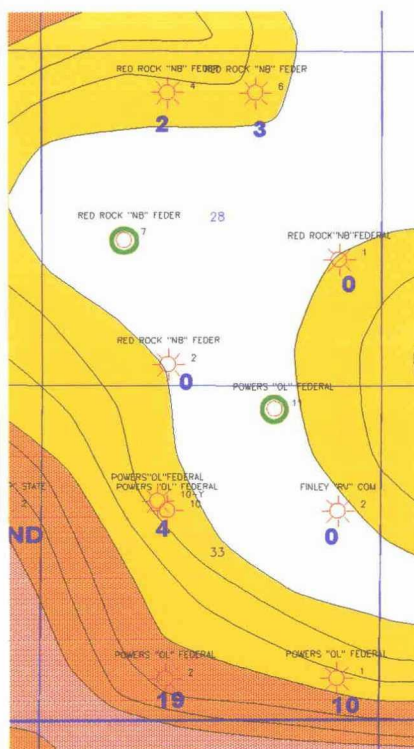 RED ROCK "NB" FEDER RED ROCK "NB" FEDER
4 6
2 3
RED ROCK "NB" FEDER
28
7
RED ROCK "NB" FEDERAL
1
0
RED ROCK "NB" FEDER
2
0
POWERS "OL" FEDERAL
11
POWERS "OL" FEDERAL
POWERS "OL" FEDERAL
10-Y
10
4
STATE
2
ND
FINLEY "RV" COM
2
0
33
POWERS "OL" FEDERAL
2
19
POWERS "OL" FEDERAL
1
10